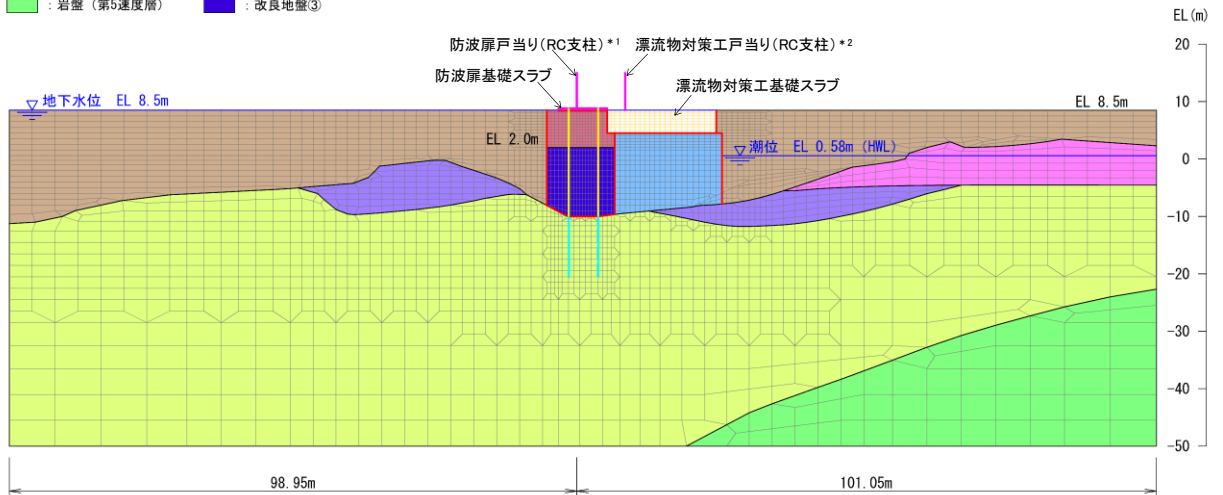 ：岩盤（第5速度層）
：改良地盤③
EL(m)
防波扉戸当り(RC支柱)*1
漂流物対策工戸当り(RC支柱)*2
防波扉基礎スラブ
漂流物対策工基礎スラブ
地下水位 EL 8.5m
EL 8.5m
EL 2.0m
潮位 EL 0.58m (HWL)
20
10
0
-10
-20
-30
-40
-50
98.95m
101.05m